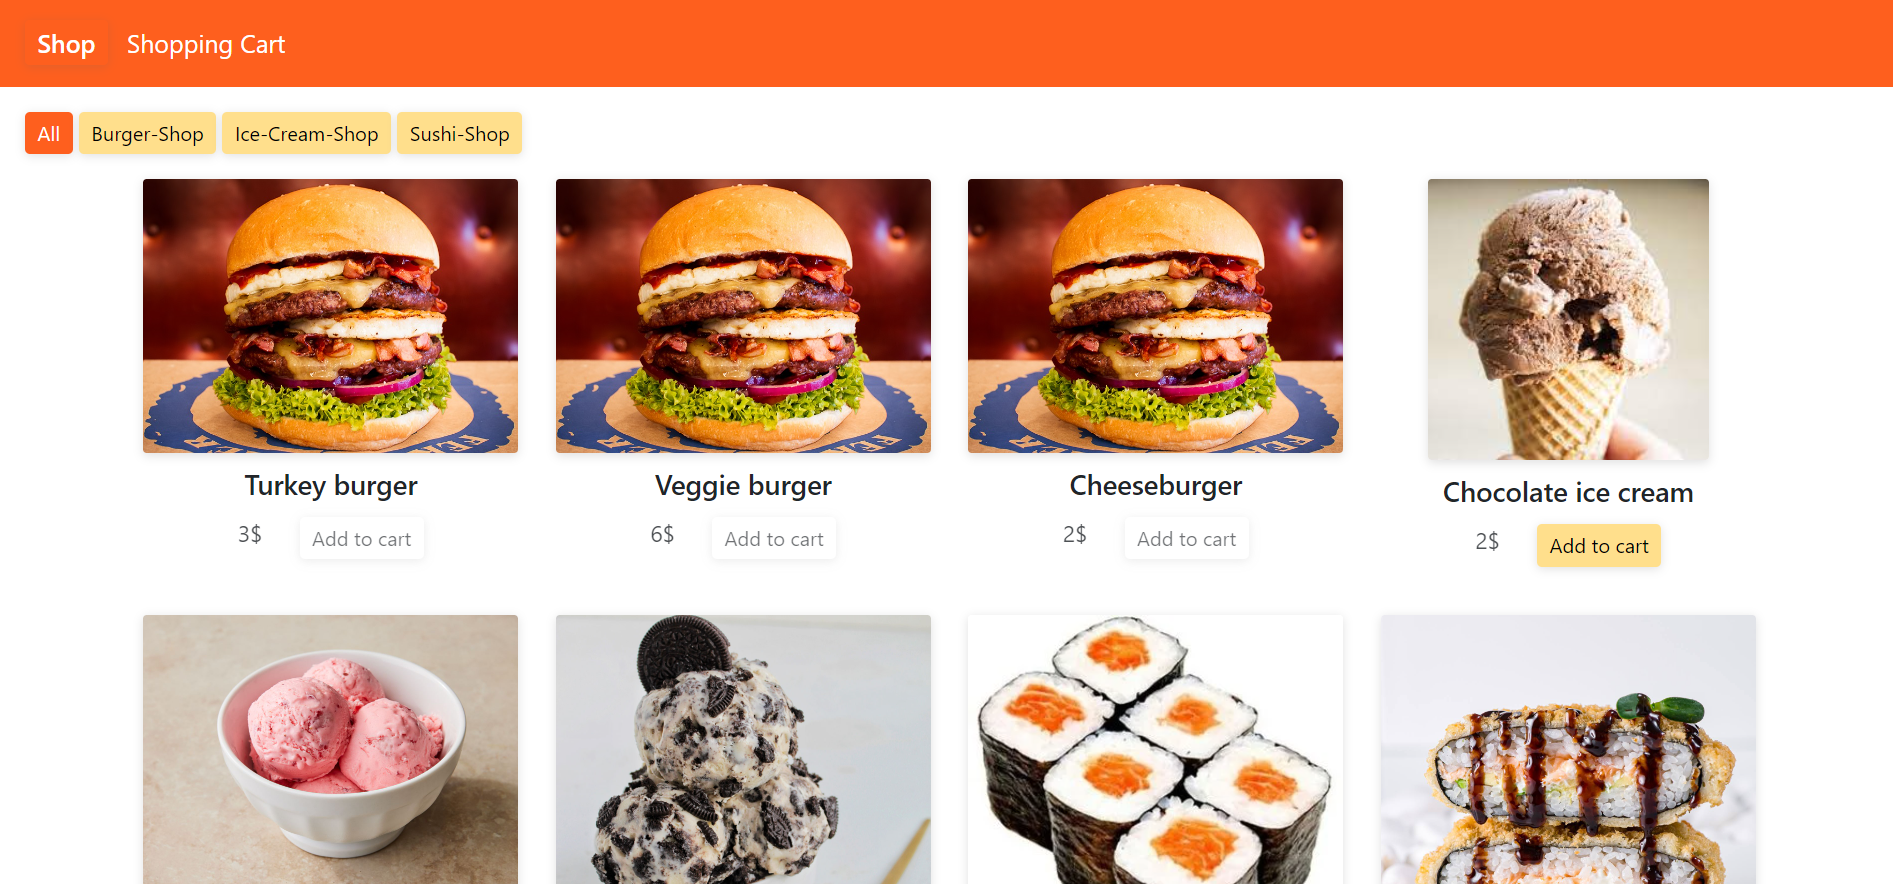 Shop Shopping Cart
All Burger-Shop Ice-Cream-Shop Sushi-Shop
Turkey burger
3$ Add to cart
Veggie burger
6$ Add to cart
Cheeseburger
2$ Add to cart
Chocolate ice cream
2$ Add to cart